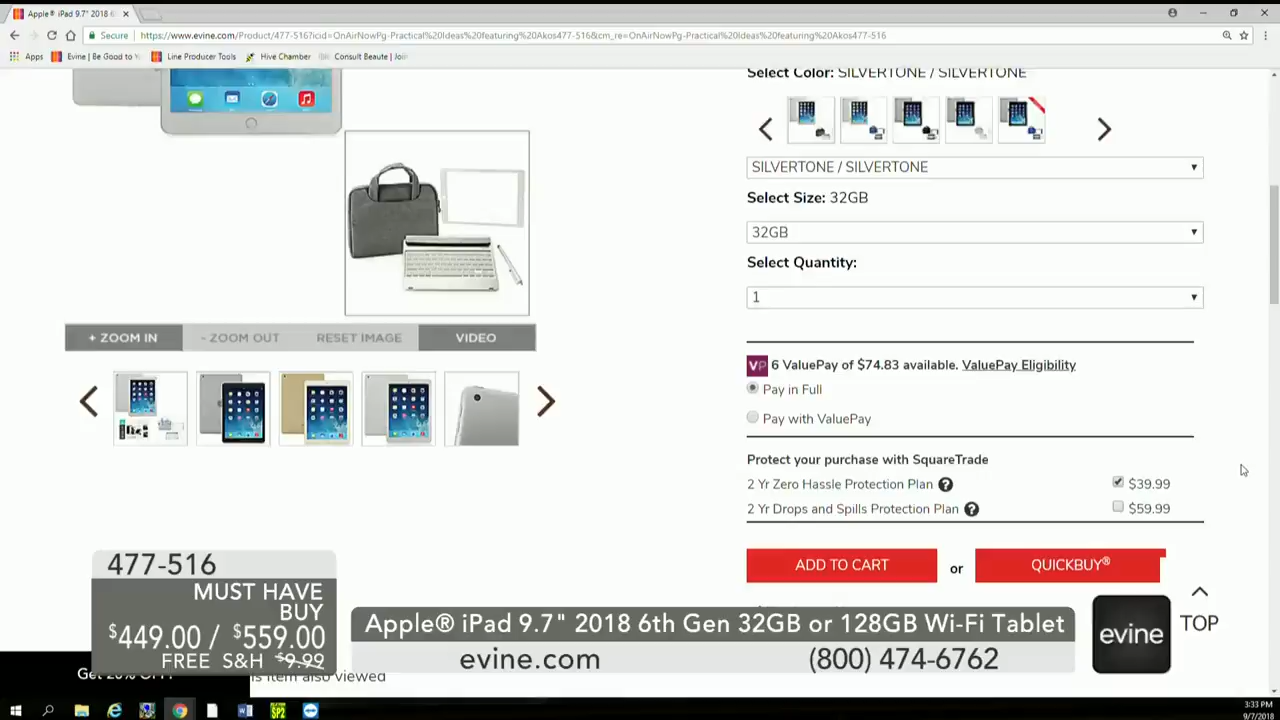 Apple® iPad 9.7" 2018 6t
Secure
https://www.evine.com/Product/477-516?icid=OnAirNowPg-Practical%20Ideas%20featuring%20Akos&cm_re=OnAirNowPg-Practical%20Ideas%20featuring%20Akos477-516
Apps
Evine | Be Good to Y
Line Producer Tools
Hive Chamber
Consult Beaute | Join
Select Color: SILVERTONE / SILVERTONE
SILVERTONE / SILVERTONE
Select Size: 32GB
32GB
Select Quantity:
1
+ ZOOM IN
- ZOOM OUT
RESET IMAGE
VIDEO
VP 6 ValuePay of $74.83 available. ValuePay Eligibility
Pay in Full
Pay with ValuePay
Protect your purchase with SquareTrade
2 Yr Zero Hassle Protection Plan ? $39.99
2 Yr Drops and Spills Protection Plan ? $59.99
ADD TO CART or QUICKBUY®
477-516
MUST HAVE
BUY
$449.00 / $559.00
FREE S&H $9.99
Apple® iPad 9.7" 2018 6th Gen 32GB or 128GB Wi-Fi Tablet
evine.com (800) 474-6762
evine
TOP
Get 20% OFF!
is item also viewed
3:33 PM
9/7/2018